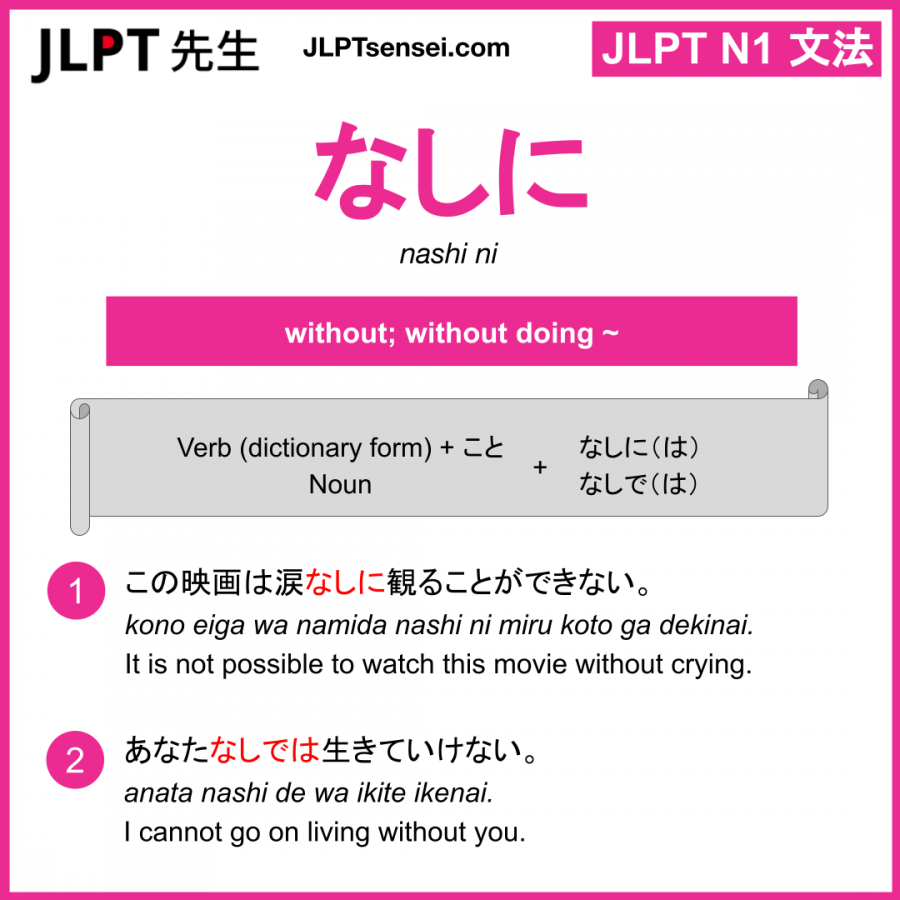 JLPT 先生
JLPTsensei.com
JLPT N1 文法
なしに
nashi ni
without; without doing ~
Verb (dictionary form) + こと
Noun
+
なしに（は）
なしで（は）
1
この映画は涙なしに観ることができない。
kono eiga wa namida nashi ni miru koto ga dekinai.
It is not possible to watch this movie without crying.
2
あなたなしでは生きていけない。
anata nashi de wa ikite ikenai.
I cannot go on living without you.